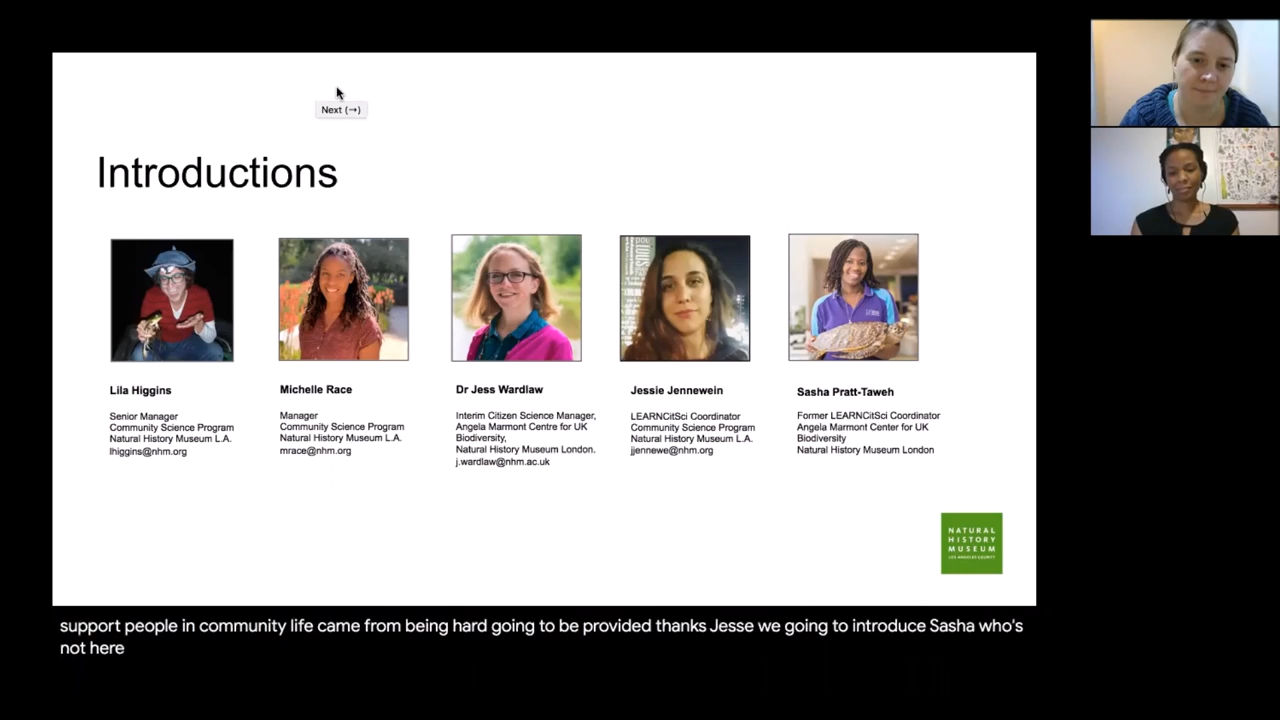 Next (→)
Introductions
Lila Higgins
Senior Manager
Community Science Program
Natural History Museum L.A.
lhiggins@nhm.org
Michelle Race
Manager
Community Science Program
Natural History Museum L.A.
mrace@nhm.org
Dr Jess Wardlaw
Interim Citizen Science Manager,
Angela Marmont Centre for UK
Biodiversity,
Natural History Museum London.
j.wardlaw@nhm.ac.uk
Jessie Jennewein
LEARNCitSci Coordinator
Community Science Program
Natural History Museum L.A.
jjennewe@nhm.org
Sasha Pratt-Taweh
Former LEARNCitSci Coordinator
Angela Marmont Center for UK
Biodiversity
Natural History Museum London
NATURAL
HISTORY
MUSEUM
LOS ANGELES COUNTY
support people in community life came from being hard going to be provided thanks Jesse we going to introduce Sasha who's
not here